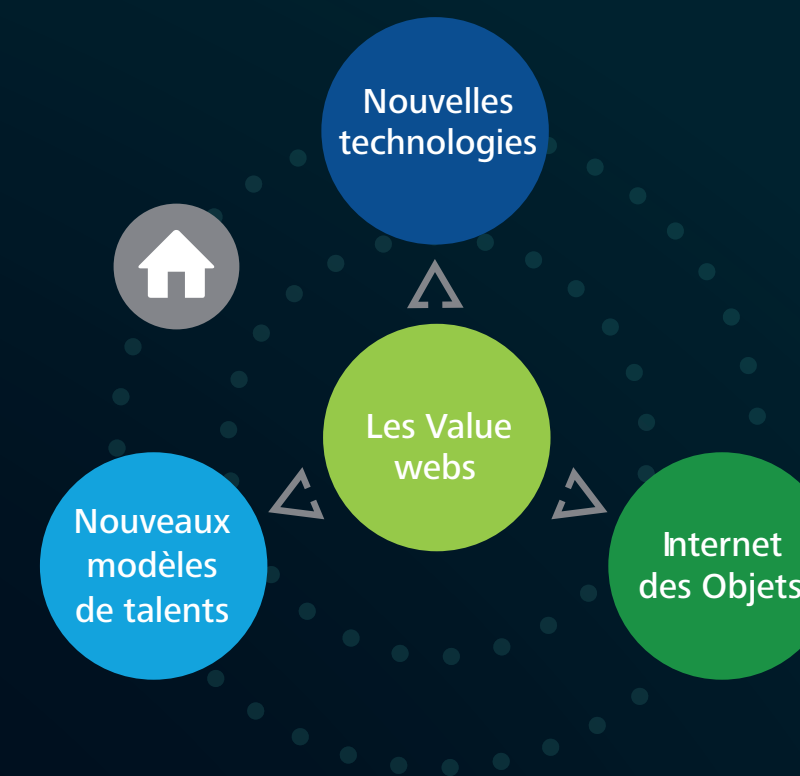 Nouvelles
technologies
Les Value
webs
Nouveaux
modèles
de talents
Internet
des Objets